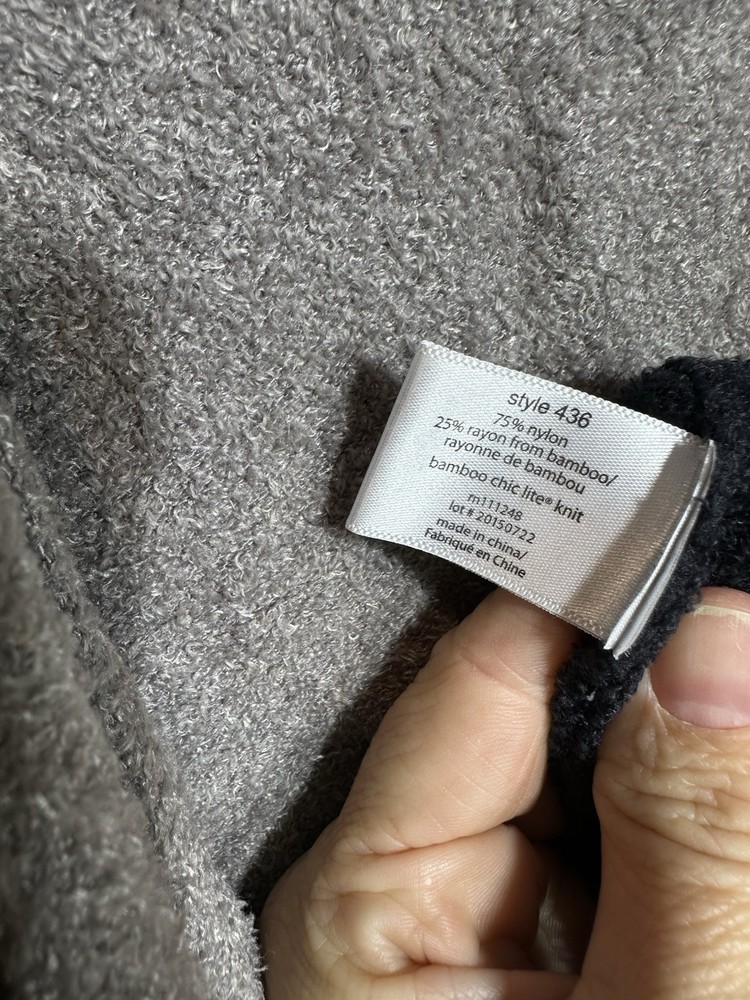 style 436
75% nylon
25% rayon from bamboo/
rayonne de bambou
bamboo chic lite® knit
m111248
lot # 20150722
made in china/
Fabriqué en Chine